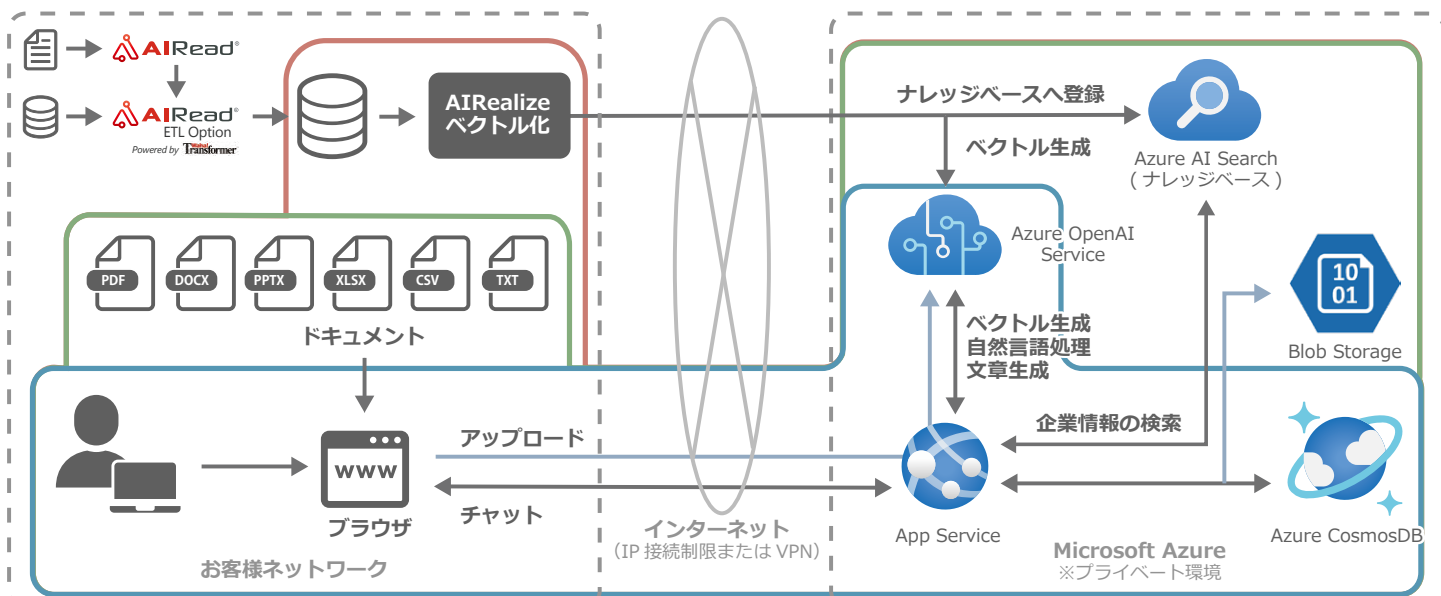 AIRead®
AIRead®
ETL Option
Powered by Waha! Transformer
AIRealize
ベクトル化
ナレッジベースへ登録
ベクトル生成
Azure AI Search
( ナレッジベース )
PDF
DOCX
PPTX
XLSX
CSV
TXT
ドキュメント
Azure OpenAI
Service
ベクトル生成
自然言語処理
文章生成
10
01
Blob Storage
企業情報の検索
アップロード
www
ブラウザ
チャット
インターネット
（IP 接続制限または VPN）
App Service
Azure CosmosDB
お客様ネットワーク
Microsoft Azure
※プライベート環境